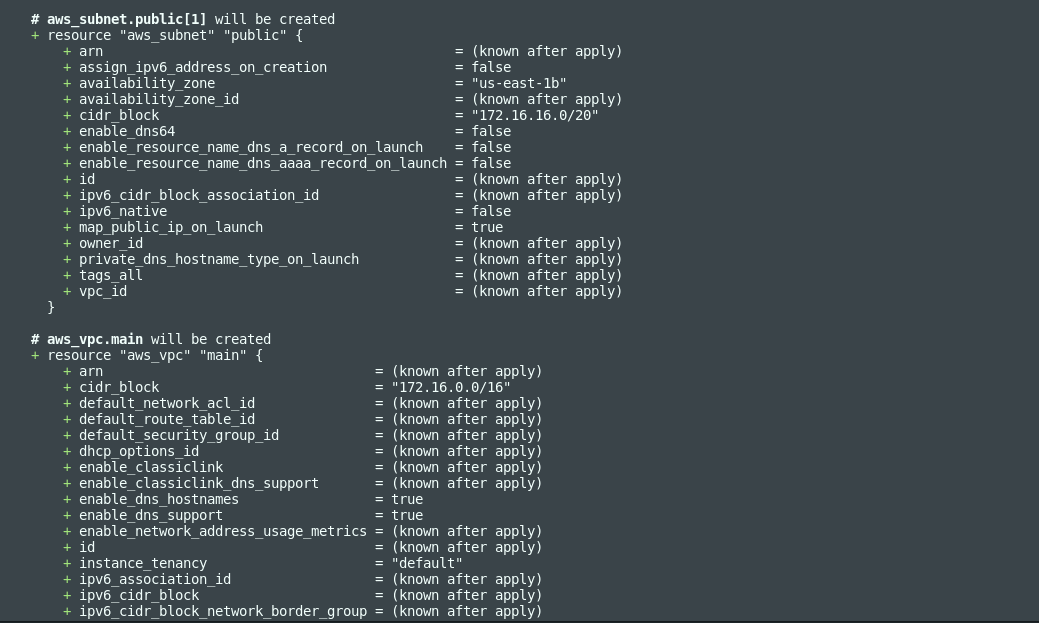 # aws_subnet.public[1] will be created
+ resource "aws_subnet" "public" {
+ arn = (known after apply)
+ assign_ipv6_address_on_creation = false
+ availability_zone = "us-east-1b"
+ availability_zone_id = (known after apply)
+ cidr_block = "172.16.16.0/20"
+ enable_dns64 = false
+ enable_resource_name_dns_a_record_on_launch = false
+ enable_resource_name_dns_aaaa_record_on_launch = false
+ id = (known after apply)
+ ipv6_cidr_block_association_id = (known after apply)
+ ipv6_native = false
+ map_public_ip_on_launch = true
+ owner_id = (known after apply)
+ private_dns_hostname_type_on_launch = (known after apply)
+ tags_all = (known after apply)
+ vpc_id = (known after apply)
}
# aws_vpc.main will be created
+ resource "aws_vpc" "main" {
+ arn = (known after apply)
+ cidr_block = "172.16.0.0/16"
+ default_network_acl_id = (known after apply)
+ default_route_table_id = (known after apply)
+ default_security_group_id = (known after apply)
+ dhcp_options_id = (known after apply)
+ enable_classiclink = (known after apply)
+ enable_classiclink_dns_support = (known after apply)
+ enable_dns_hostnames = true
+ enable_dns_support = true
+ enable_network_address_usage_metrics = (known after apply)
+ id = (known after apply)
+ instance_tenancy = "default"
+ ipv6_association_id = (known after apply)
+ ipv6_cidr_block = (known after apply)
+ ipv6_cidr_block_network_border_group = (known after apply)